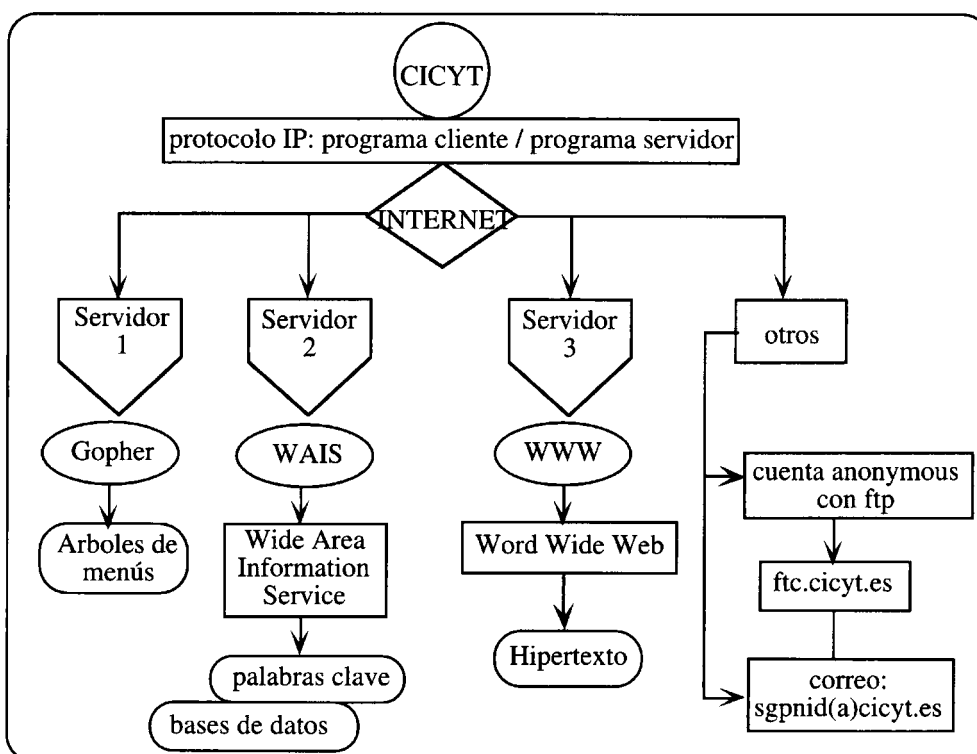 CICYT
protocolo IP: programa cliente / programa servidor
INTERNET
Servidor
1
Servidor
2
Servidor
3
otros
Gopher
WAIS
WWW
cuenta anonymous
con ftp
Arboles de
menús
Wide Area
Information
Service
Word Wide Web
ftc.cicyt.es
palabras clave
bases de datos
Hipertexto
correo:
sgpnid(a)cicyt.es